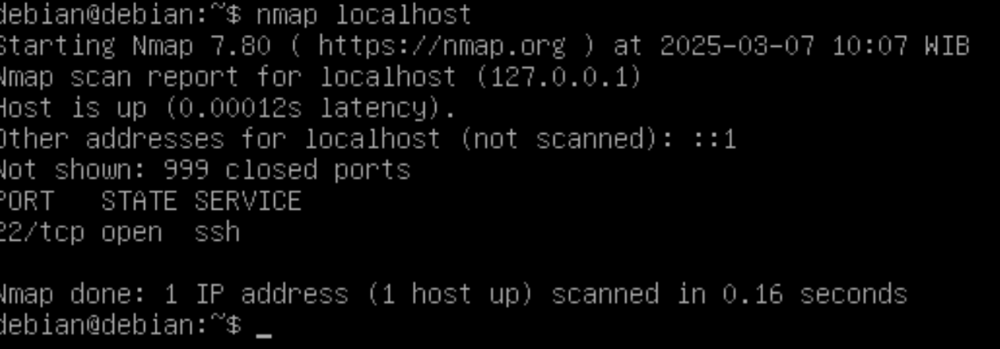 debian@debian:~$ nmap localhost
Starting Nmap 7.80 ( https://nmap.org ) at 2025-03-07 10:07 WIB
Nmap scan report for localhost (127.0.0.1)
Host is up (0.00012s latency).
Other addresses for localhost (not scanned): ::1
Not shown: 999 closed ports
PORT   STATE SERVICE
22/tcp open  ssh

Nmap done: 1 IP address (1 host up) scanned in 0.16 seconds
debian@debian:~$ _